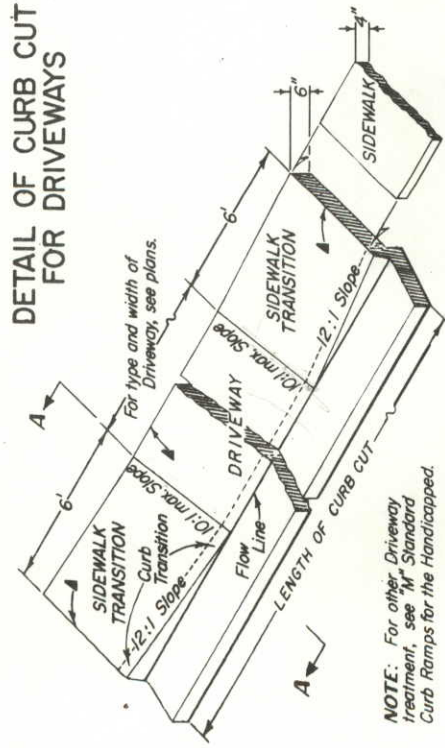 DETAIL OF CURB CUT
FOR DRIVEWAYS
A
6'
For type and width of
Driveway, see plans.
6'
6"
4"
SIDEWALK
TRANSITION
Curb
Transition
12:1 Slope
10:1 max. Slope
DRIVEWAY
Flow
Line
10:1 max. Slope
SIDEWALK
TRANSITION
12:1 Slope
SIDEWALK
A
LENGTH OF CURB CUT
NOTE: For other Driveway
treatment, see "M" Standard
Curb Ramps for the Handicapped.